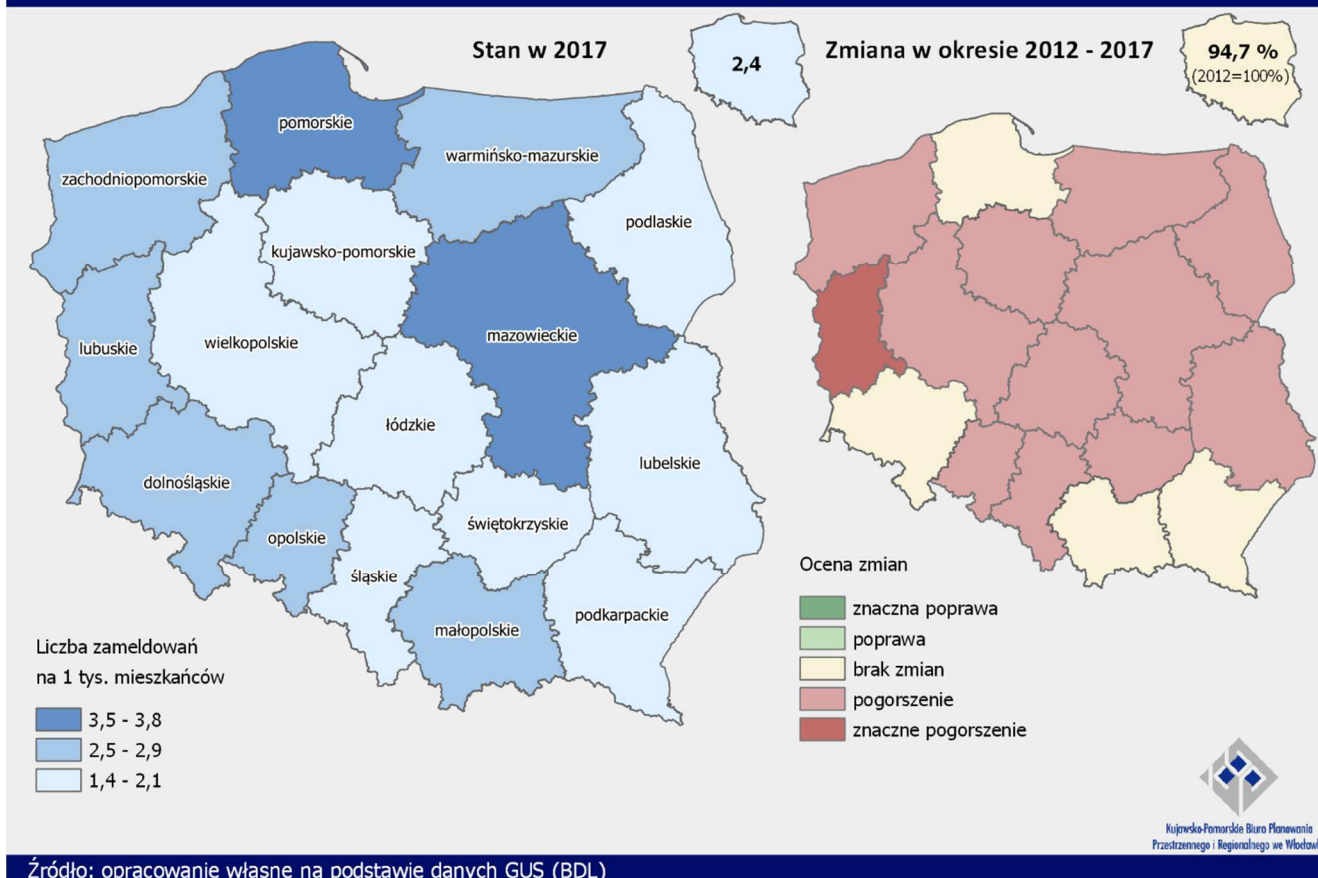 Stan w 2017
2,4
Zmiana w okresie 2012 - 2017
94,7 %
(2012=100%)
pomorskie
warmińsko-mazurskie
zachodniopomorskie
podlaskie
kujawsko-pomorskie
mazowieckie
wielkopolskie
lubuskie
łódzkie
lubelskie
dolnośląskie
opolskie
świętokrzyskie
śląskie
podkarpackie
małopolskie
Liczba zameldowań
na 1 tys. mieszkańców
3,5 - 3,8
2,5 - 2,9
1,4 - 2,1
Ocena zmian
znaczna poprawa
poprawa
brak zmian
pogorszenie
znaczne pogorszenie
Kujawsko-Pomorskie Biuro Planowania
Przestrzennego i Regionalnego we
Źródło: opracowanie własne na podstawie danych GUS (BDL)